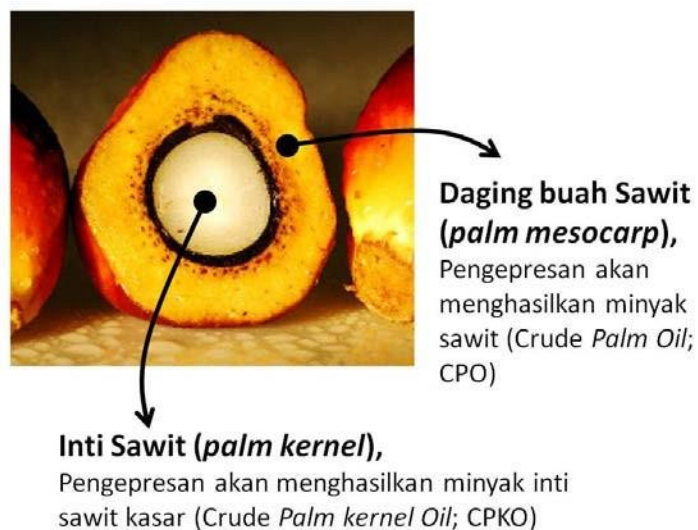 Daging buah Sawit
(palm mesocarp),
Pengepresan akan
menghasilkan minyak
sawit (Crude Palm Oil;
CPO)
Inti Sawit (palm kernel),
Pengepresan akan menghasilkan minyak inti
sawit kasar (Crude Palm kernel Oil; CPKO)